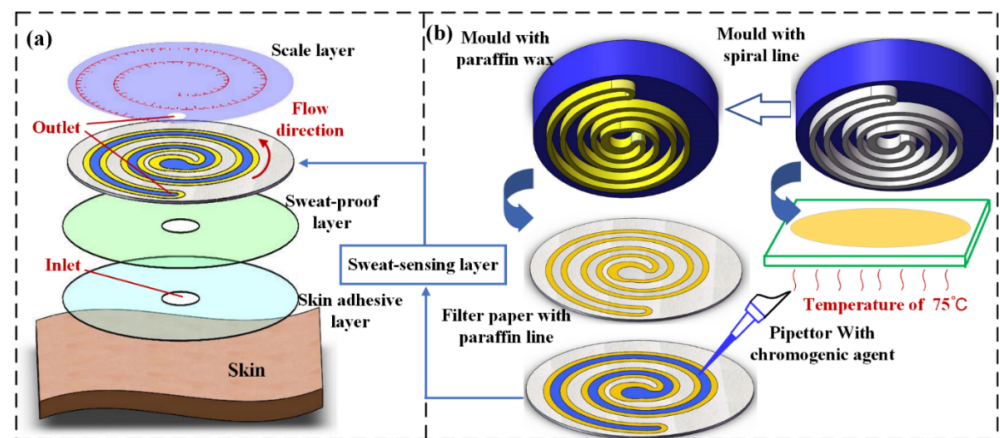 (a)
Scale layer
Outlet
Flow
direction
Sweat-proof
layer
Inlet
Skin adhesive
layer
Skin
Sweat-sensing layer
(b)
Mould with
paraffin wax
Mould with
spiral line
Temperature of 75℃
Filter paper with
paraffin line
Pipettor With
chromogenic agent